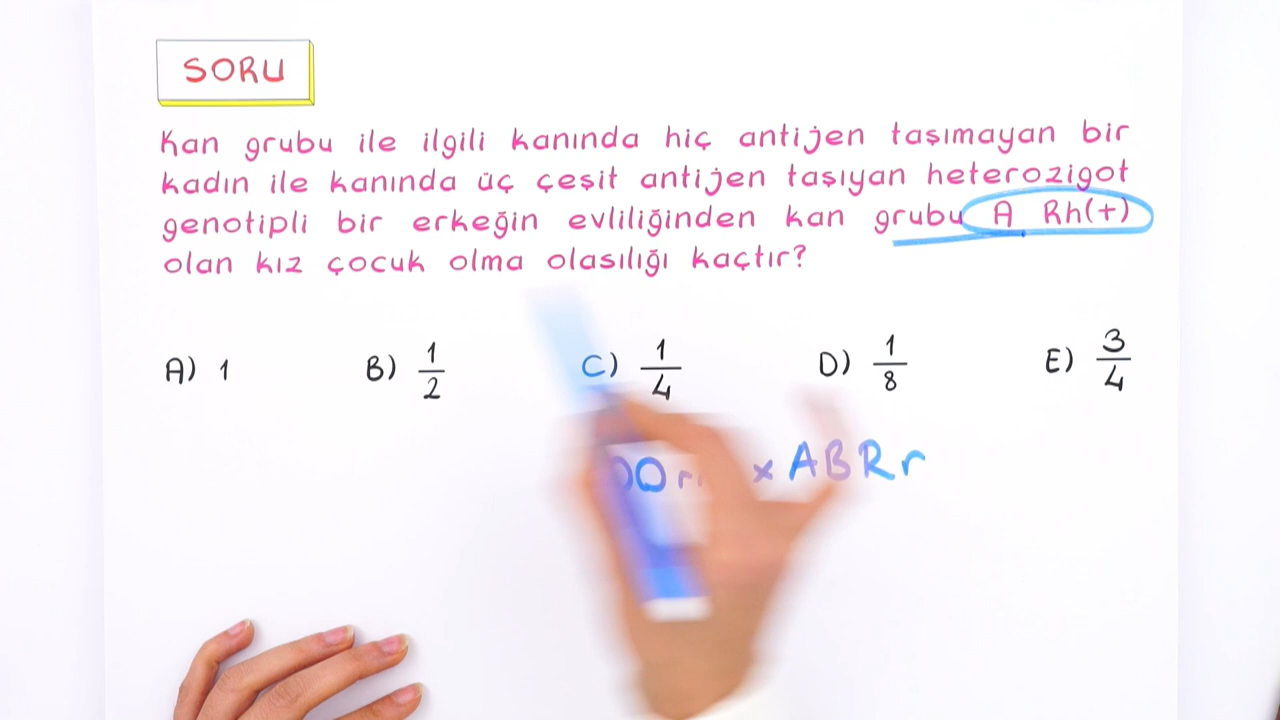 SORU
Kan grubu ile ilgili kanında hiç antijen taşımayan bir
kadın ile kanında üç çeşit antijen taşıyan heterozigot
genotipli bir erkeğin evliliğinden kan grubu A Rh(+)
olan kız çocuk olma olasılığı kaçtır?
A) 1 B) 1/2 C) 1/4 D) 1/8 E) 3/4
x ABRr